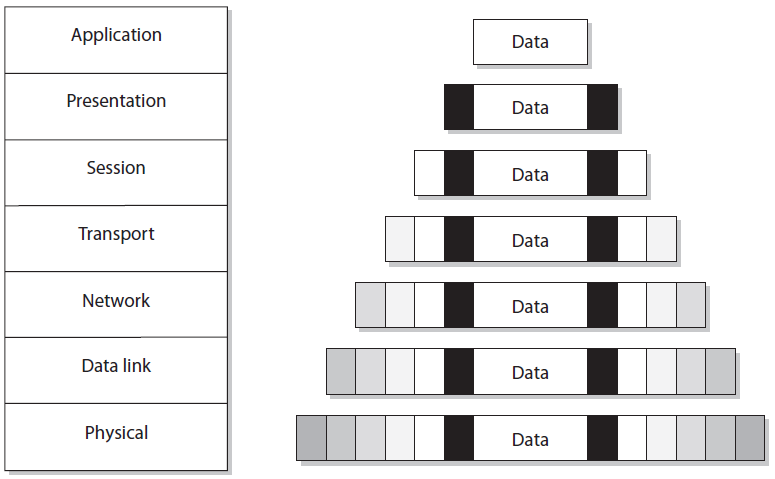 Application
Data
Presentation
Data
Session
Data
Transport
Data
Network
Data
Data link
Data
Physical
Data